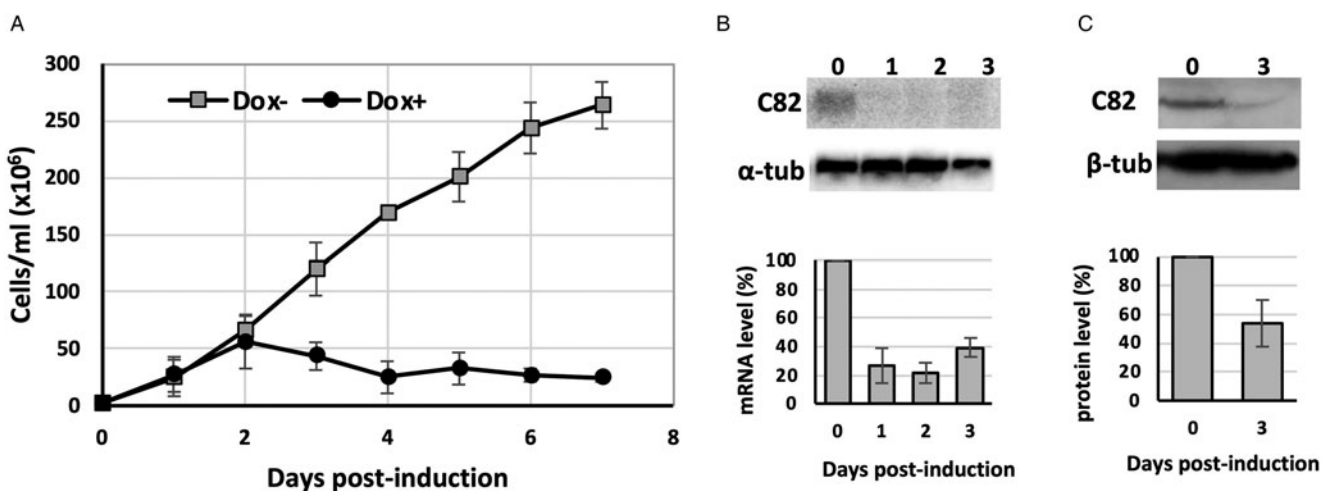 A
300
250
200
150
100
50
0
Cells/ml (x10⁶)
Dox-
Dox+
0 2 4 6 8
Days post-induction
B
0 1 2 3
C82
α-tub
100
80
60
40
20
0
mRNA level (%)
0 1 2 3
Days post-induction
C
0 3
C82
β-tub
100
80
60
40
20
0
protein level (%)
0 3
Days post-induction